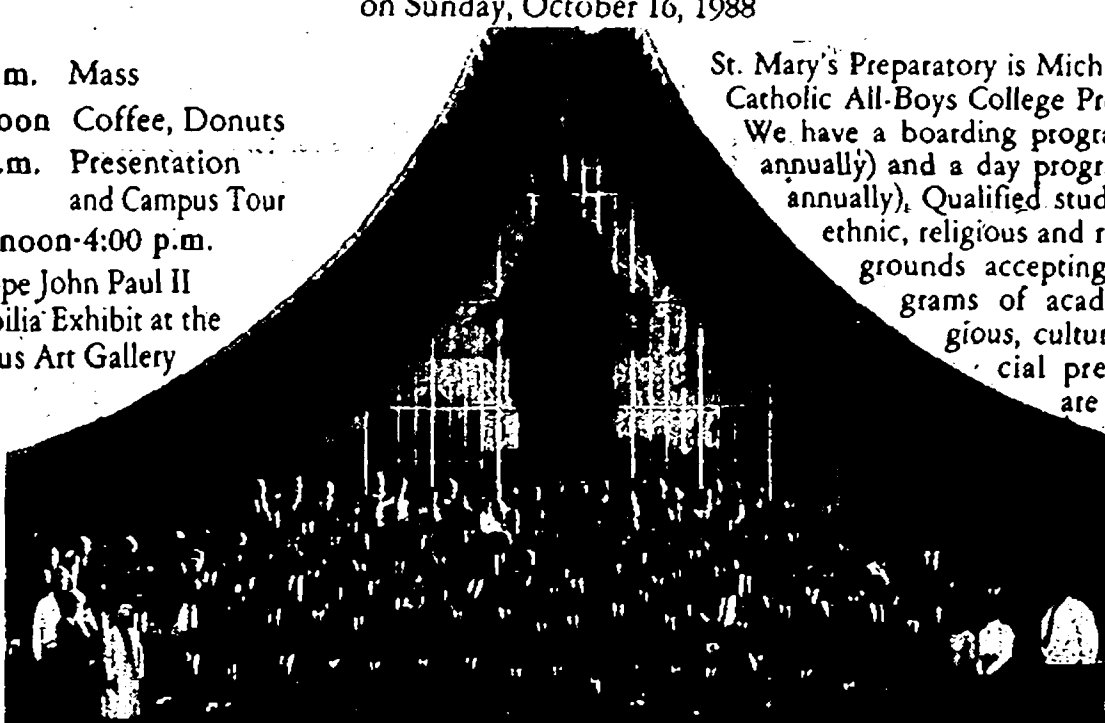 on Sunday, October 16, 1988
m. Mass
oon Coffee, Donuts
.m. Presentation
and Campus Tour
noon-4:00 p.m.
pe John Paul II
ilia Exhibit at the
us Art Gallery
St. Mary's Preparatory is Mich
Catholic All-Boys College Pr
We have a boarding progra
annually) and a day progr
annually). Qualified stud
ethnic, religious and r
grounds accepting
grams of acad
gious, cultur
cial pre
are